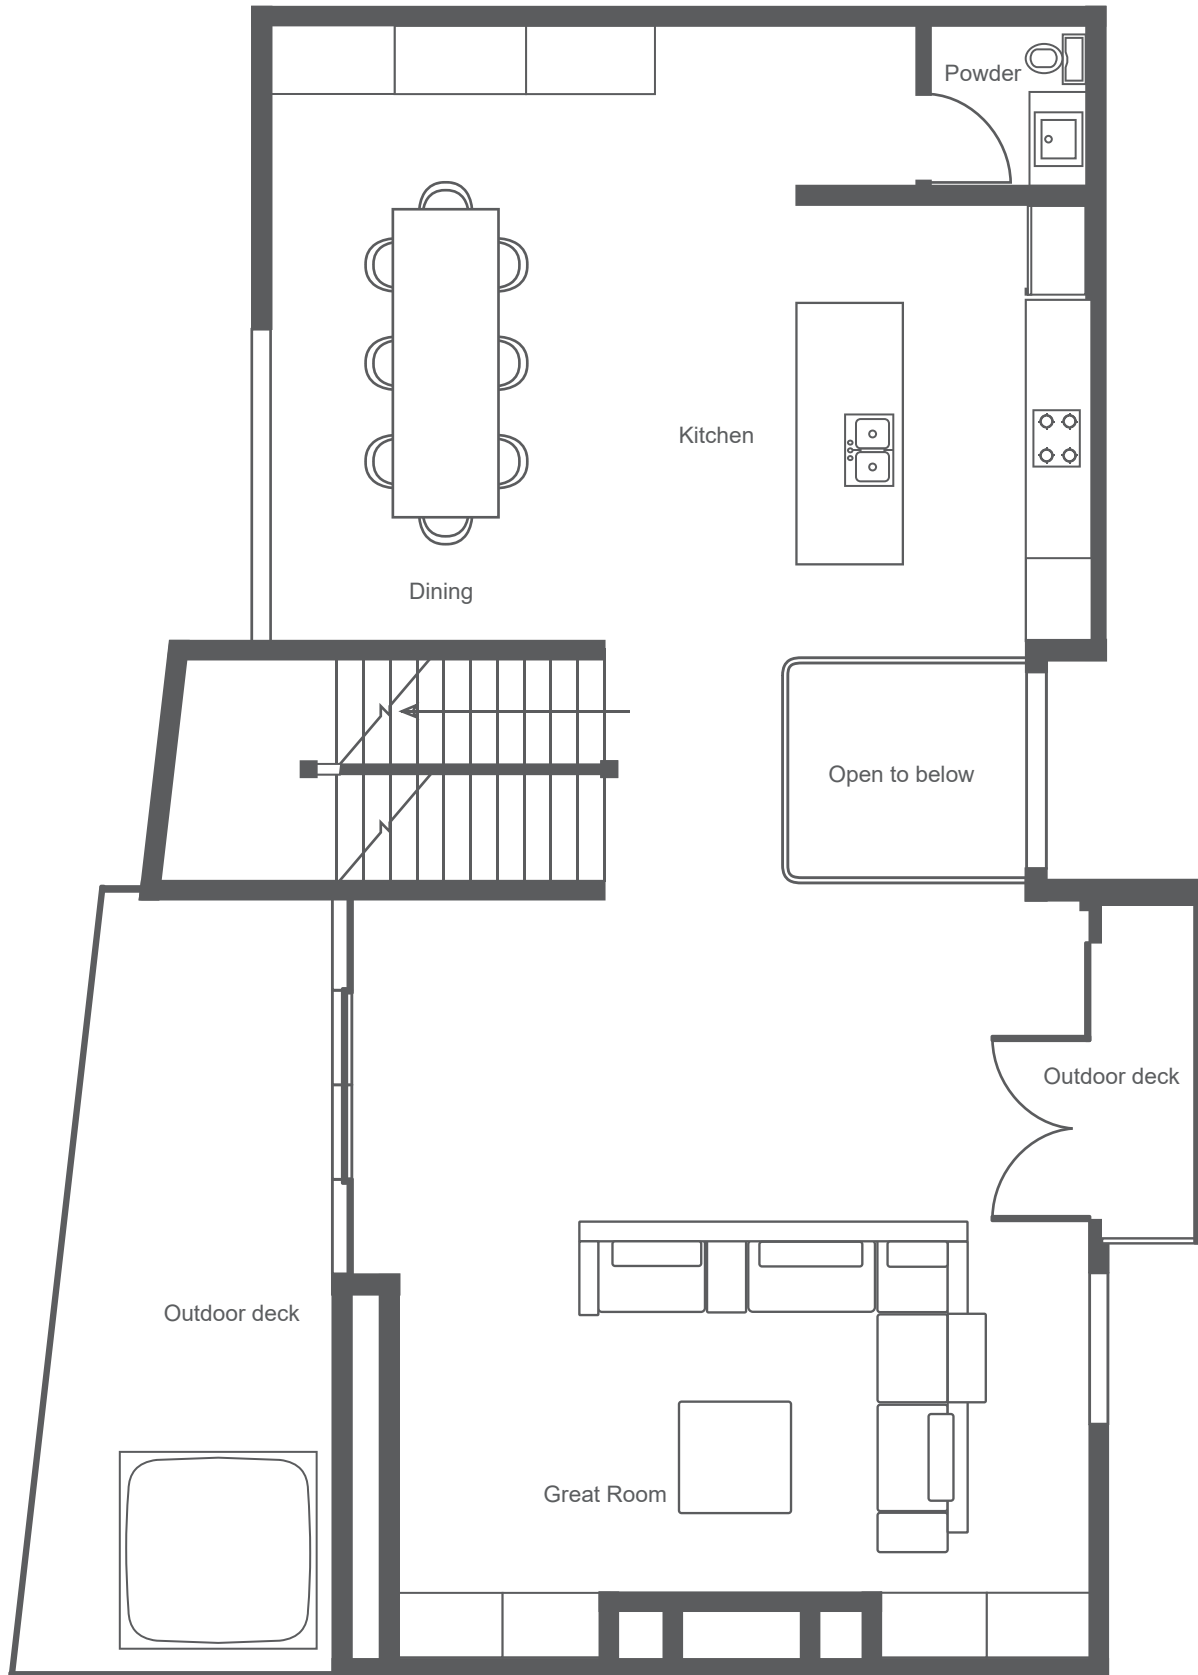 Powder
Kitchen
Dining
Open to below
Outdoor deck
Outdoor deck
Great Room